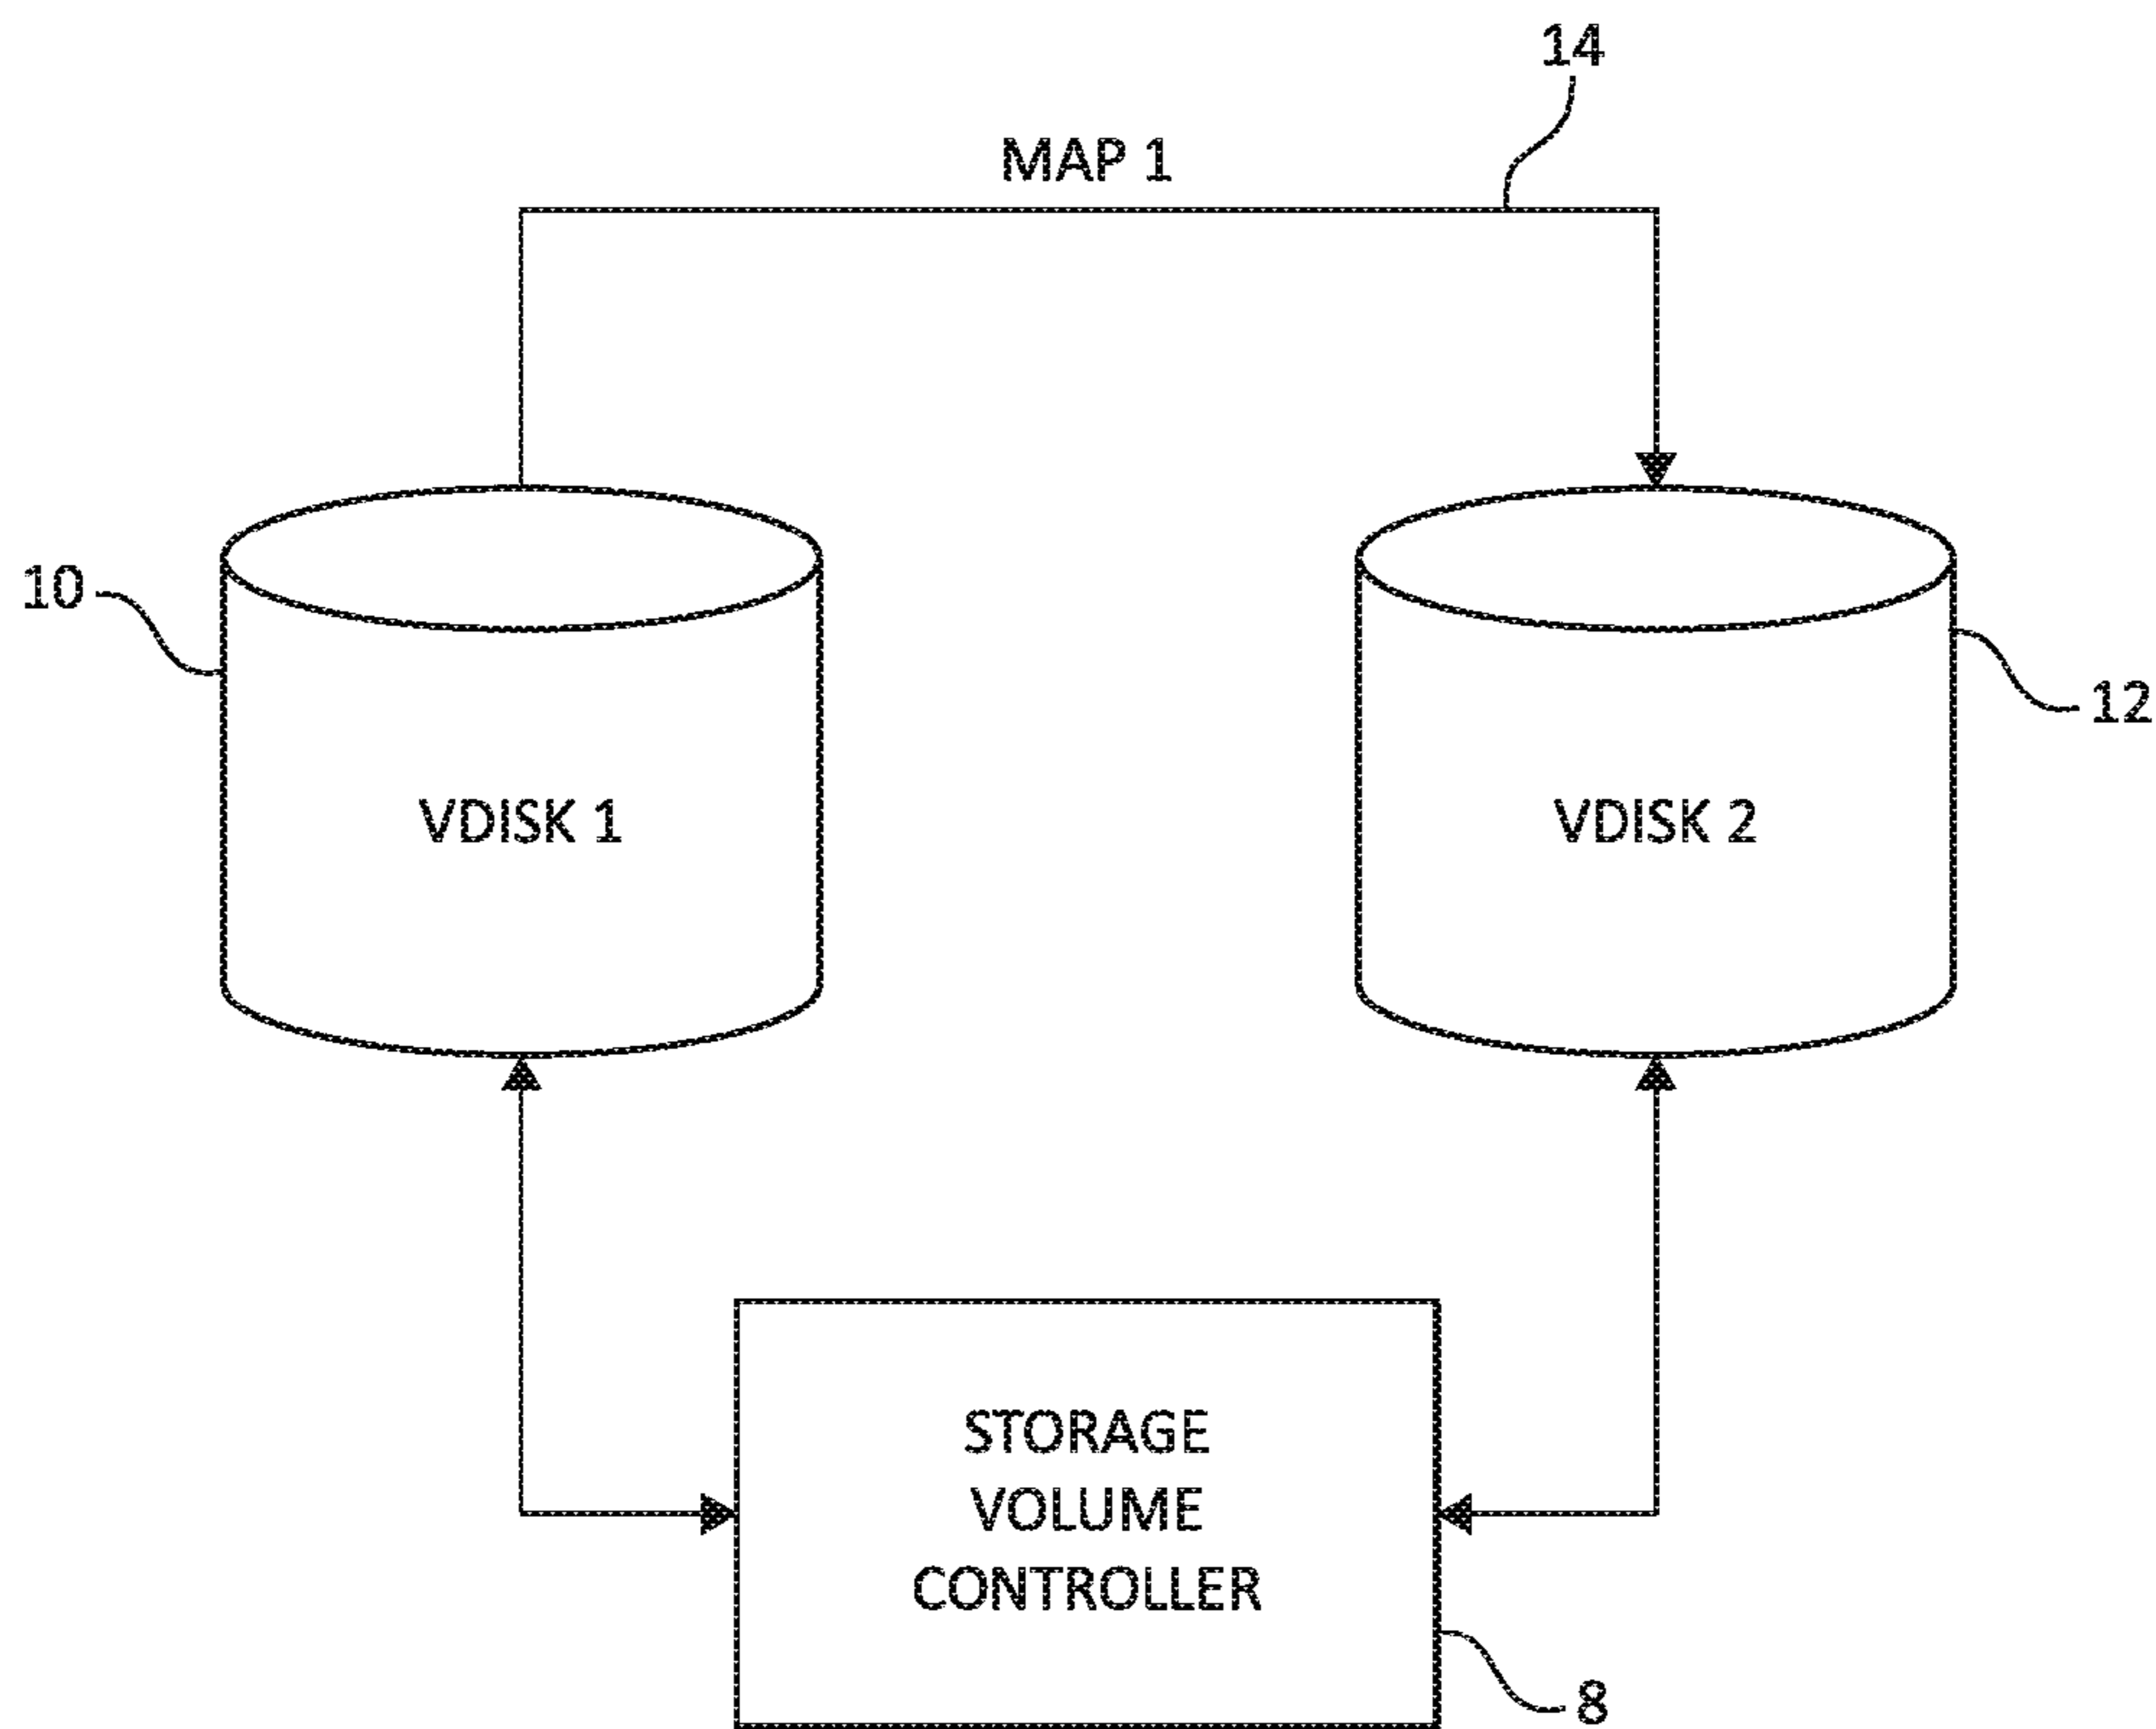 14
MAP 1
10
12
VDISK 1
VDISK 2
STORAGE
VOLUME
CONTROLLER
8